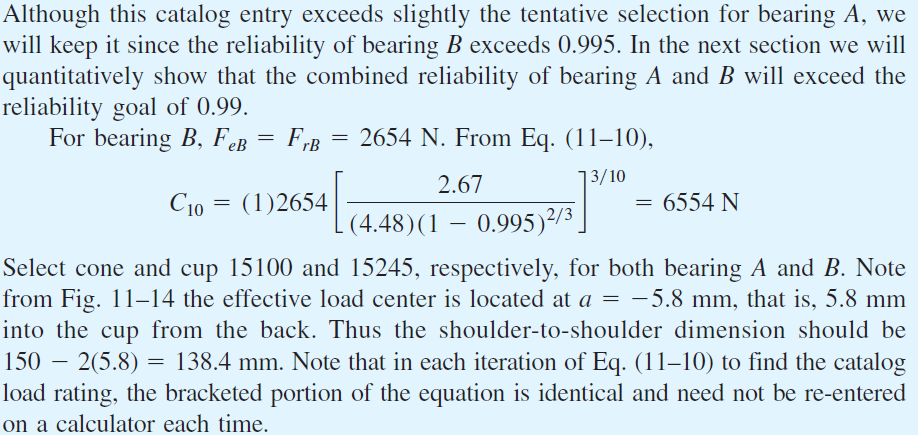 Although this catalog entry exceeds slightly the tentative selection for bearing A, we
will keep it since the reliability of bearing B exceeds 0.995. In the next section we will
quantitatively show that the combined reliability of bearing A and B will exceed the
reliability goal of 0.99.
For bearing B, F_{eB} = F_{rB} = 2654 N. From Eq. (11–10),
C_{10} = (1)2654[2.67 / (4.48)(1 − 0.995)^{2/3}]^{3/10} = 6554 N
Select cone and cup 15100 and 15245, respectively, for both bearing A and B. Note
from Fig. 11–14 the effective load center is located at a = −5.8 mm, that is, 5.8 mm
into the cup from the back. Thus the shoulder-to-shoulder dimension should be
150 − 2(5.8) = 138.4 mm. Note that in each iteration of Eq. (11–10) to find the catalog
load rating, the bracketed portion of the equation is identical and need not be re-entered
on a calculator each time.